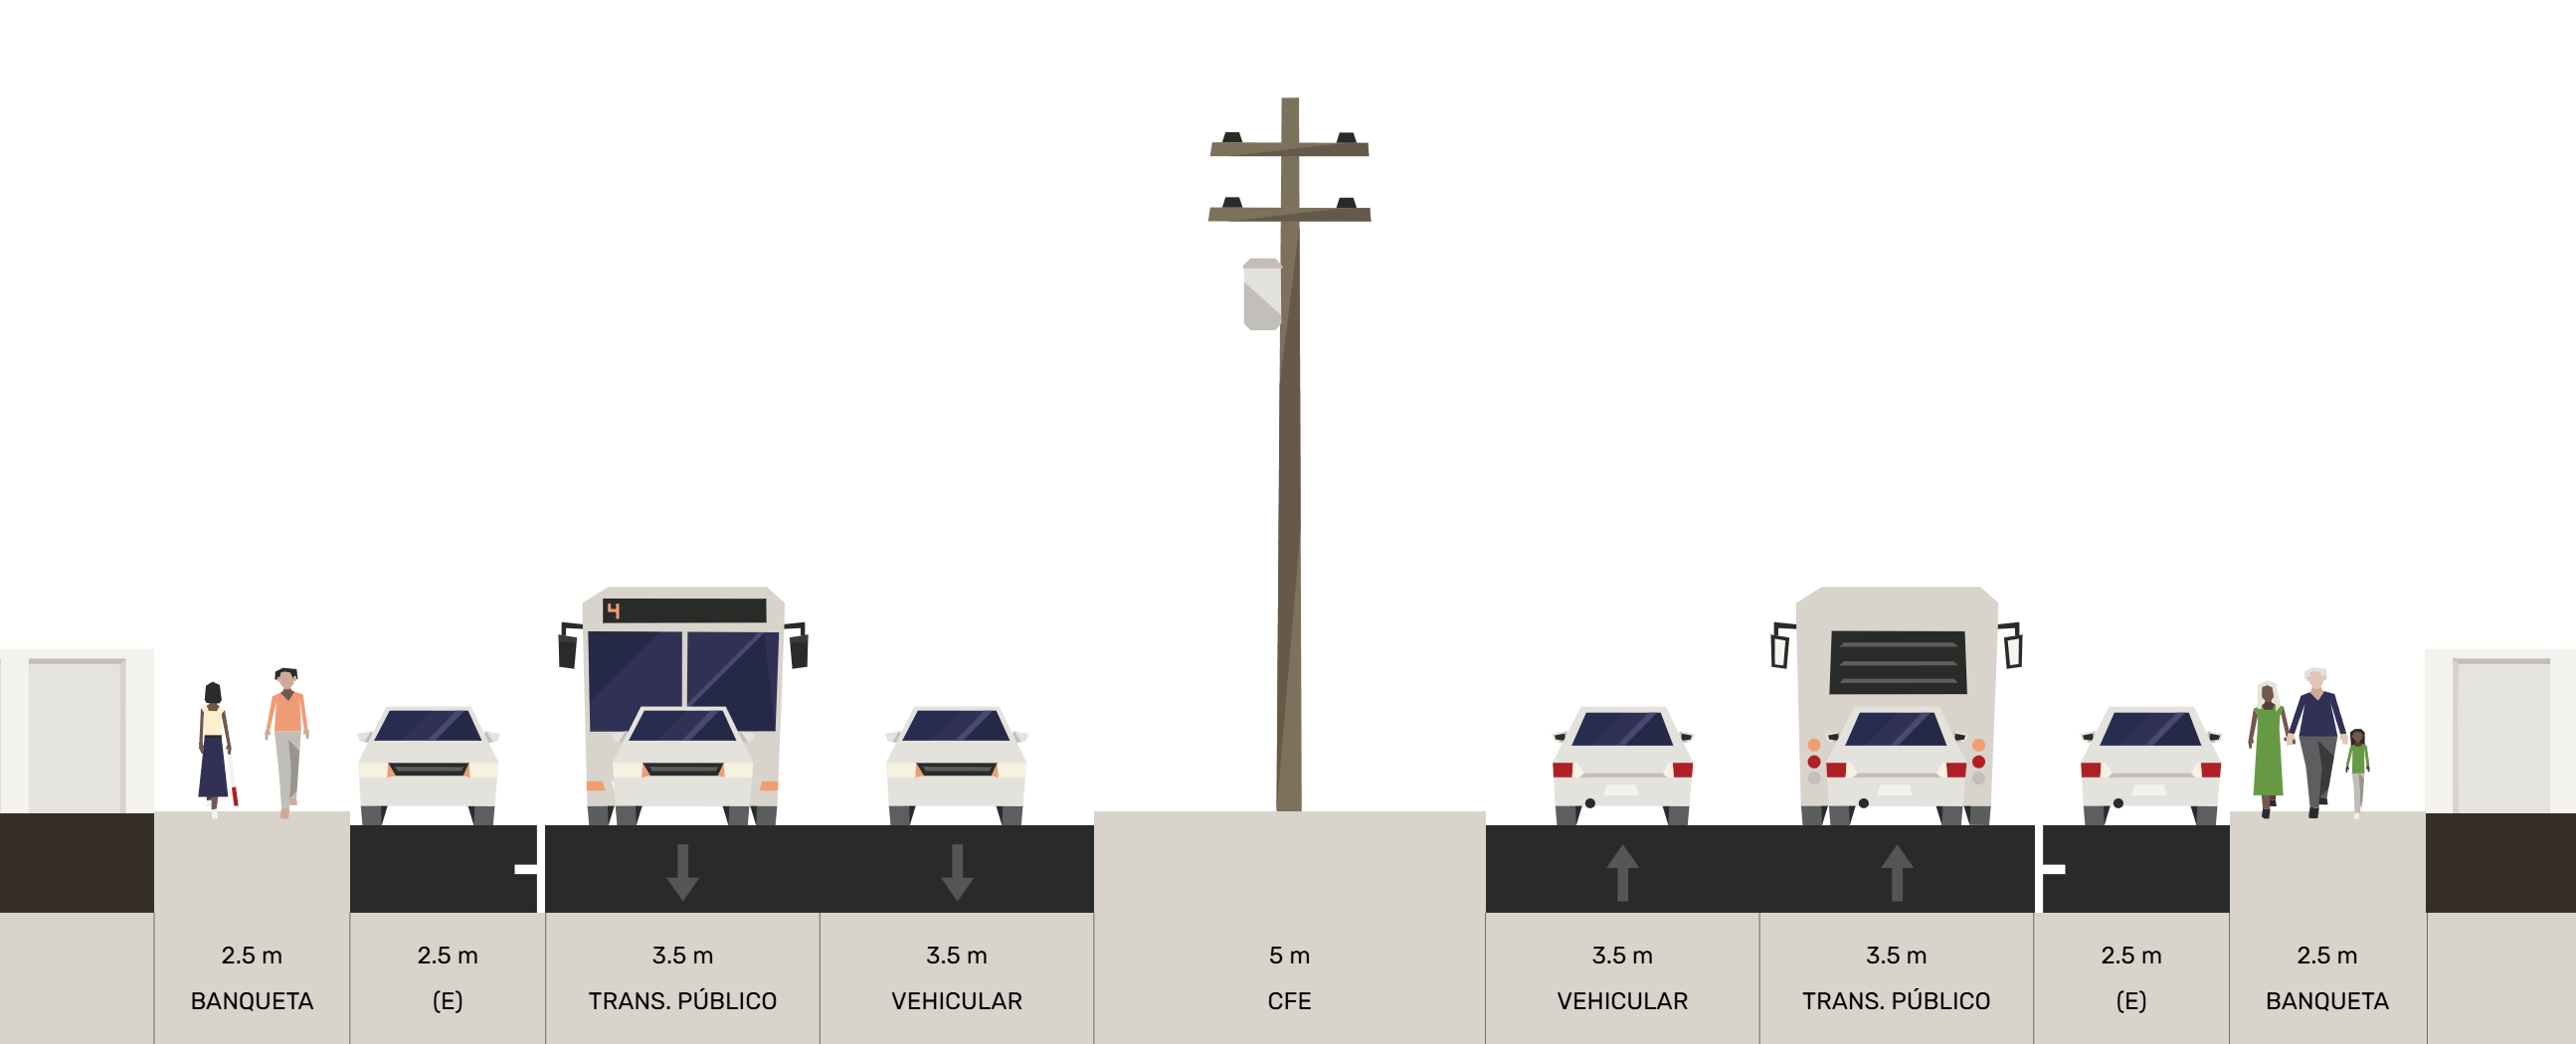 4
2.5 m
BANQUETA
2.5 m
(E)
3.5 m
TRANS. PÚBLICO
3.5 m
VEHICULAR
5 m
CFE
3.5 m
VEHICULAR
3.5 m
TRANS. PÚBLICO
2.5 m
(E)
2.5 m
BANQUETA